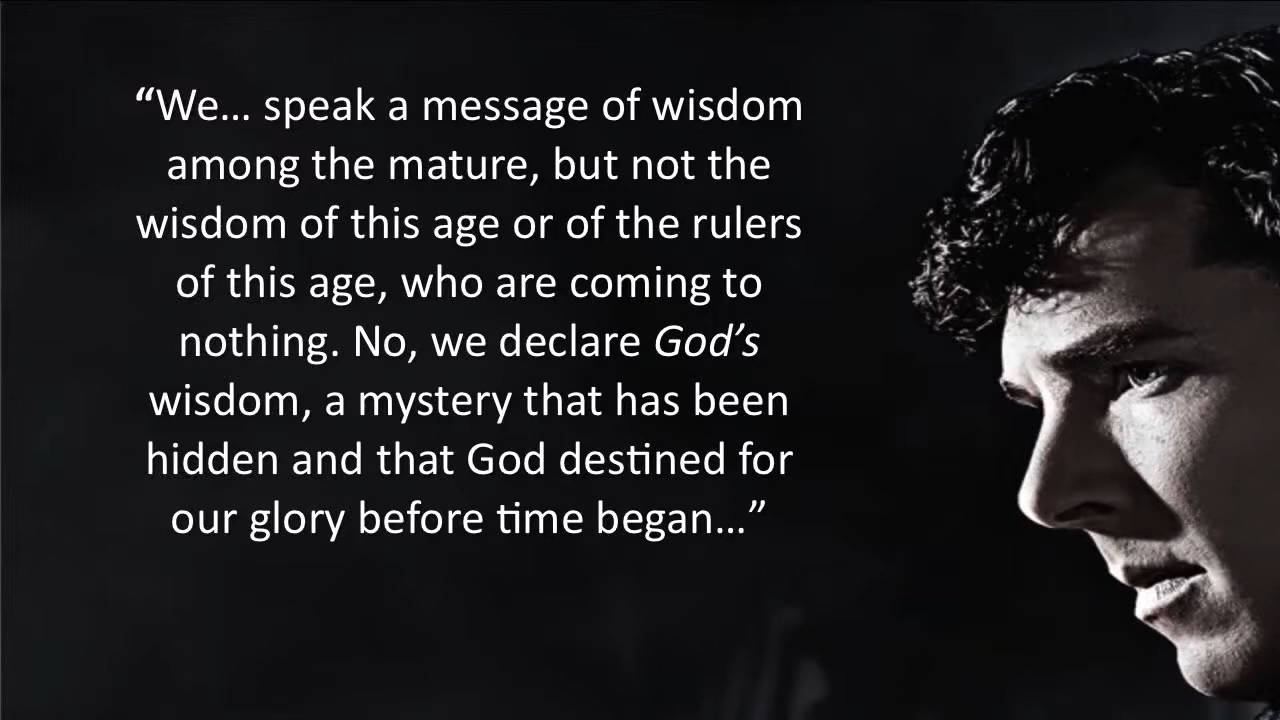 “We... speak a message of wisdom
among the mature, but not the
wisdom of this age or of the rulers
of this age, who are coming to
nothing. No, we declare God’s
wisdom, a mystery that has been
hidden and that God destined for
our glory before time began...”